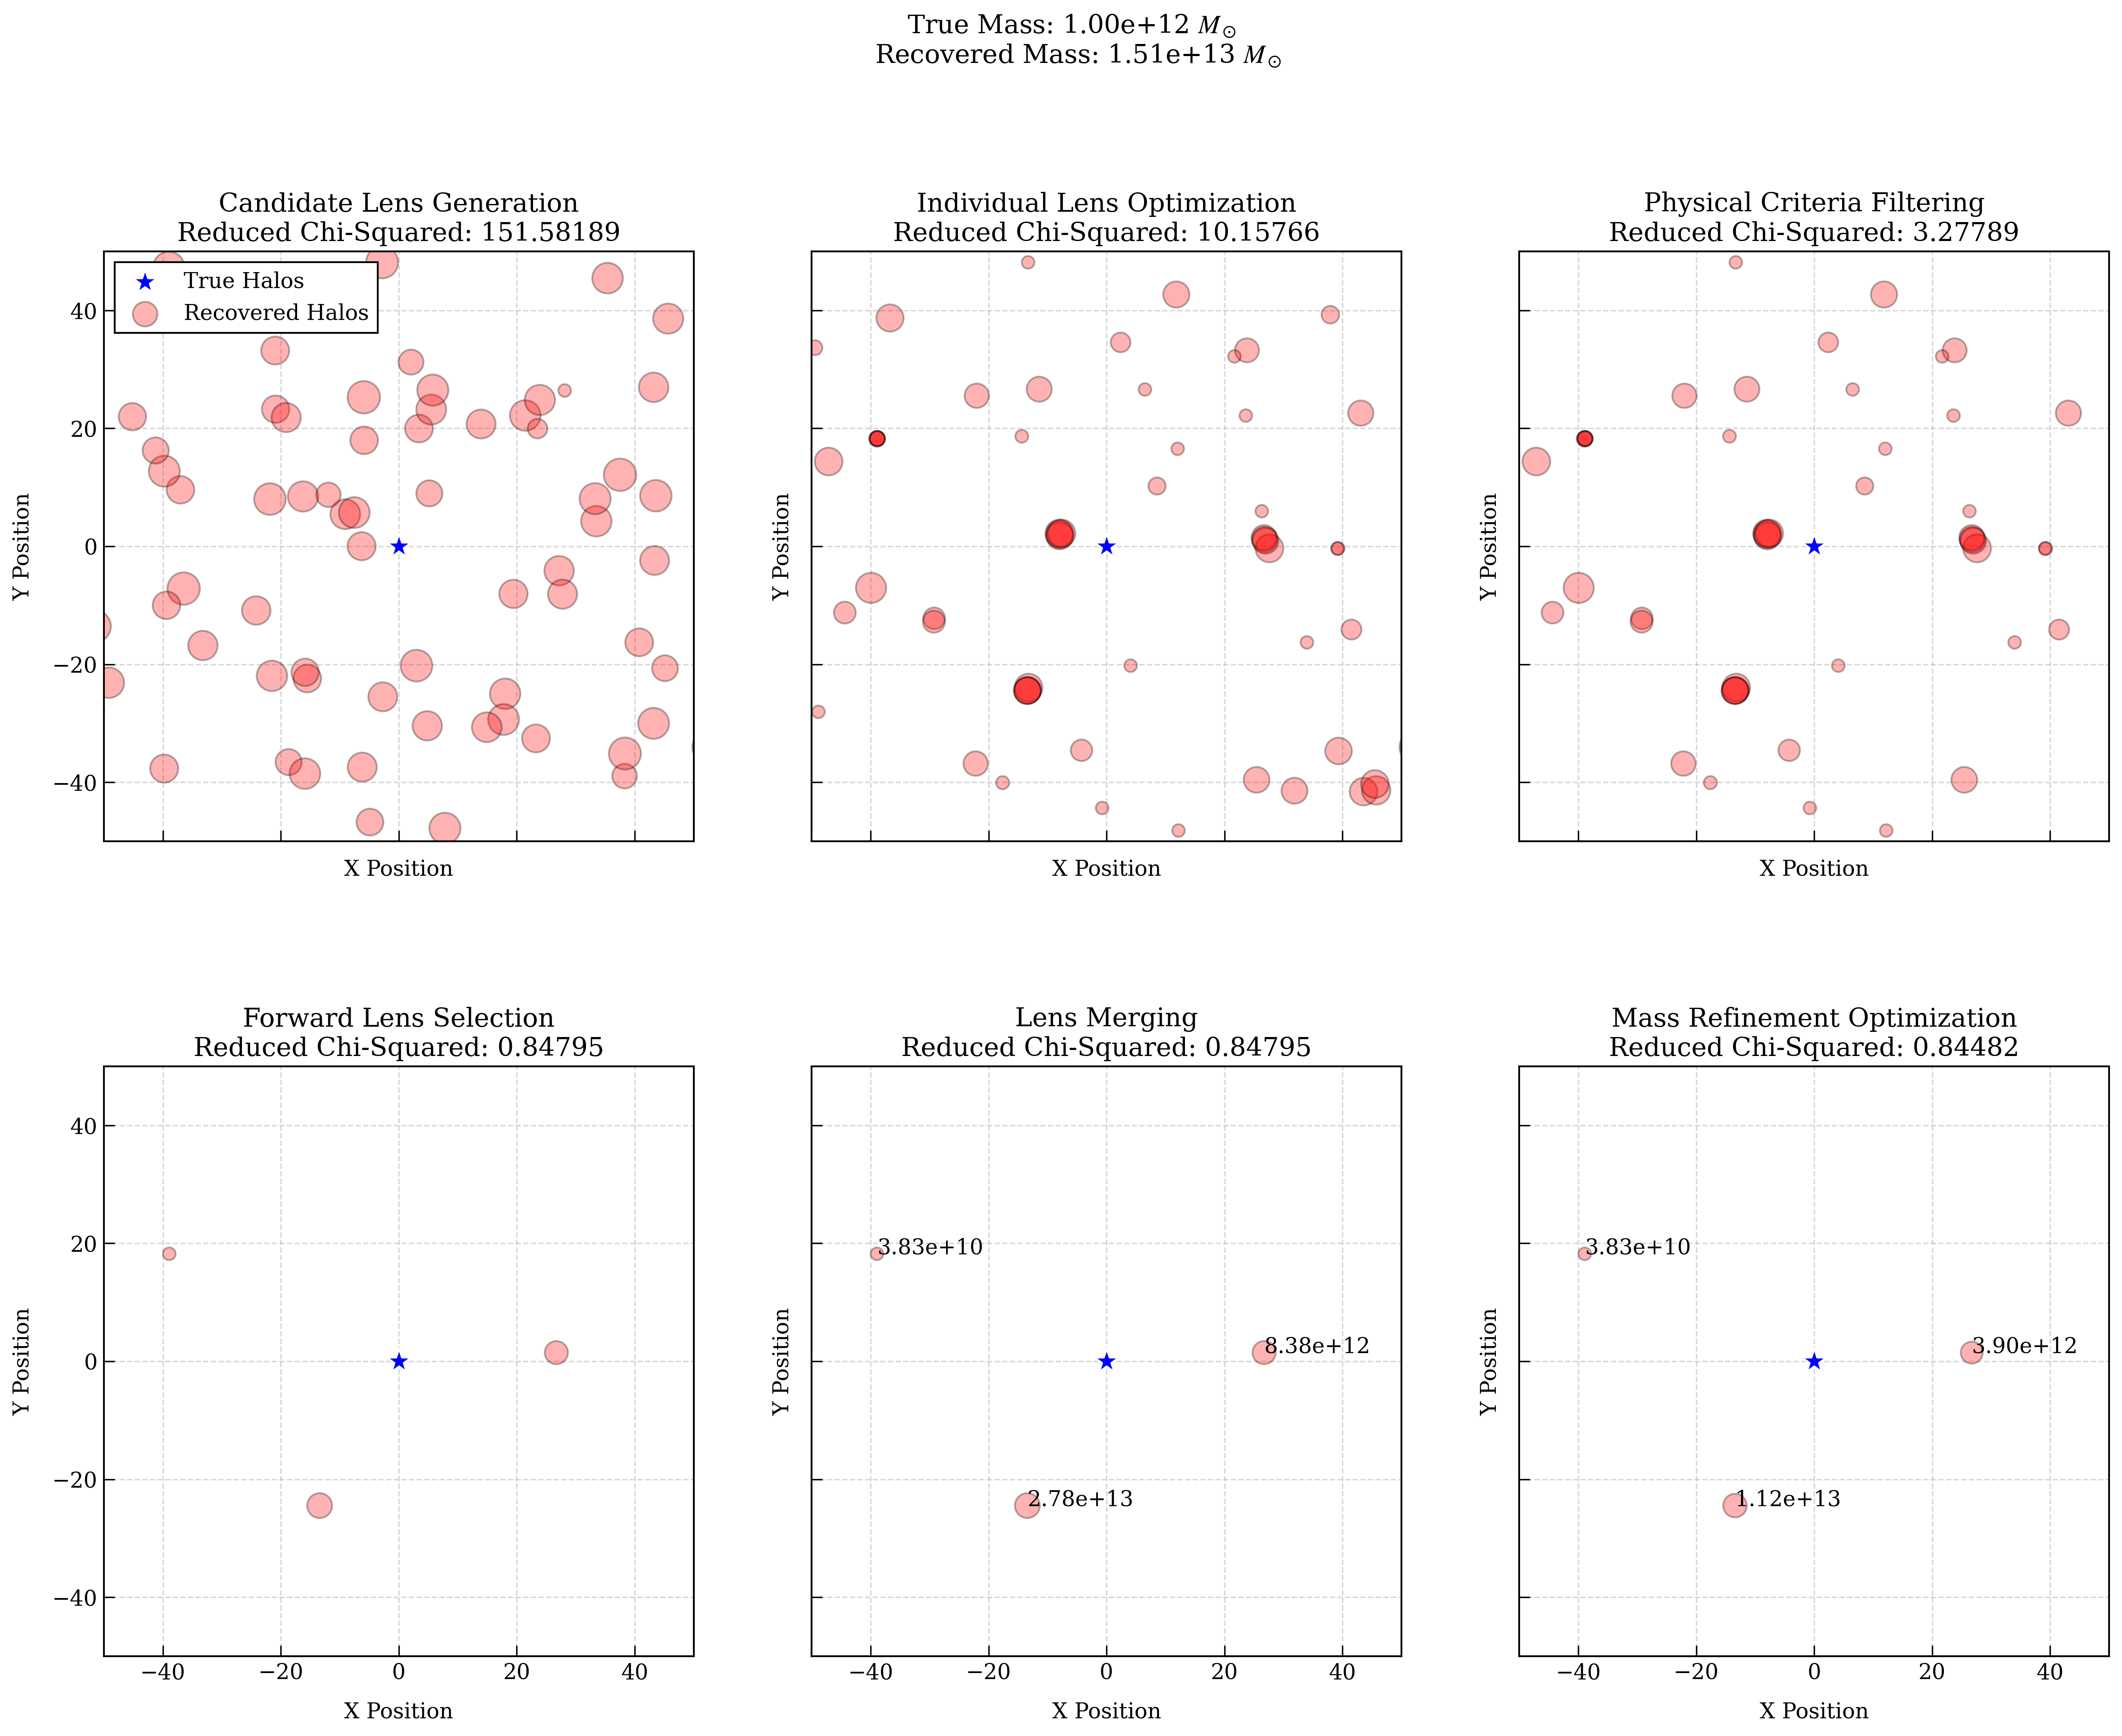 True Mass: 1.00e+12 M⊙
Recovered Mass: 1.51e+13 M⊙
Candidate Lens Generation
Reduced Chi-Squared: 151.58189
True Halos
Recovered Halos
40
20
0
−20
−40
Y Position
X Position
Individual Lens Optimization
Reduced Chi-Squared: 10.15766
Y Position
X Position
Physical Criteria Filtering
Reduced Chi-Squared: 3.27789
Y Position
X Position
Forward Lens Selection
Reduced Chi-Squared: 0.84795
40
20
0
−20
−40
Y Position
−40 −20 0 20 40
X Position
Lens Merging
Reduced Chi-Squared: 0.84795
3.83e+10
8.38e+12
2.78e+13
Y Position
−40 −20 0 20 40
X Position
Mass Refinement Optimization
Reduced Chi-Squared: 0.84482
3.83e+10
3.90e+12
1.12e+13
Y Position
−40 −20 0 20 40
X Position